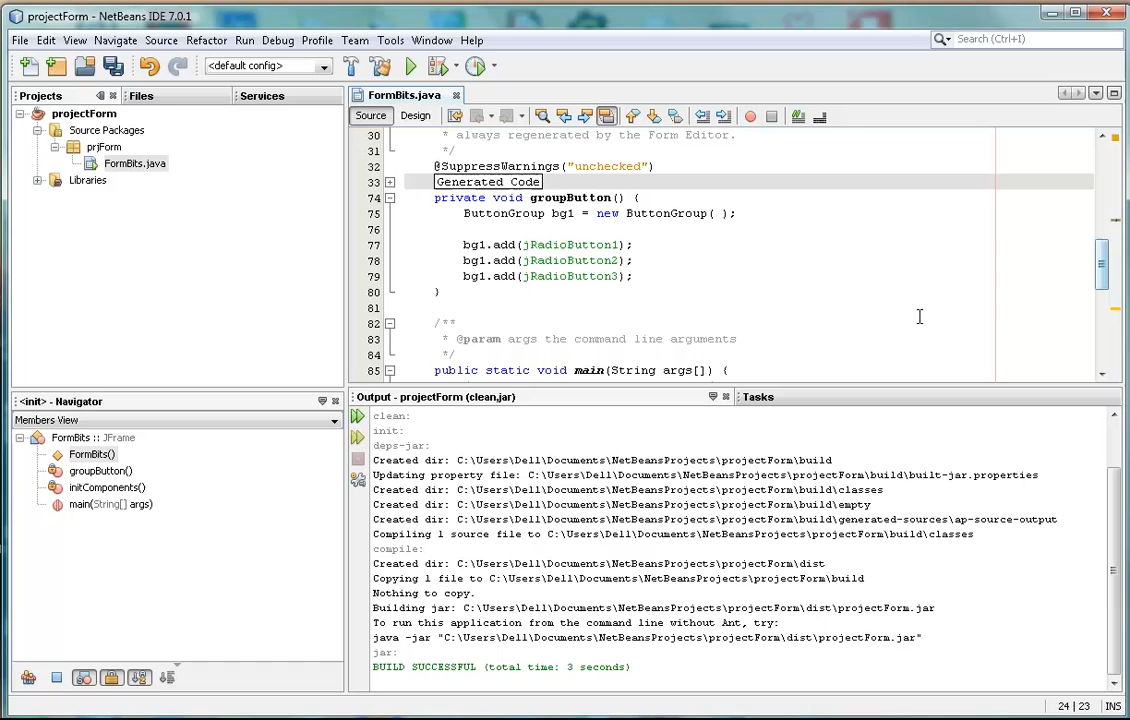 projectForm - NetBeans IDE 7.0.1
File Edit View Navigate Source Refactor Run Debug Profile Team Tools Window Help
Search (Ctrl+I)
<default config>
Projects Files Services
FormBits.java
projectForm
Source Packages
prjForm
FormBits.java
Libraries
Source Design
30 * always regenerated by the Form Editor.
31 */
32 @SuppressWarnings("unchecked")
33 Generated Code
74 private void groupButton() {
75 ButtonGroup bg1 = new ButtonGroup( );
76
77 bg1.add(jRadioButton1);
78 bg1.add(jRadioButton2);
79 bg1.add(jRadioButton3);
80 }
81
82 /**
83 * @param args the command line arguments
84 */
85 public static void main(String args[]) {
<init> - Navigator
Members View
FormBits :: JFrame
FormBits()
groupButton()
initComponents()
main(String[] args)
Output - projectForm (clean,jar) Tasks
clean:
init:
deps-jar:
Created dir: C:\Users\Dell\Documents\NetBeansProjects\projectForm\build
Updating property file: C:\Users\Dell\Documents\NetBeansProjects\projectForm\build\built-jar.properties
Created dir: C:\Users\Dell\Documents\NetBeansProjects\projectForm\build\classes
Created dir: C:\Users\Dell\Documents\NetBeansProjects\projectForm\build\empty
Created dir: C:\Users\Dell\Documents\NetBeansProjects\projectForm\build\generated-sources\ap-source-output
Compiling 1 source file to C:\Users\Dell\Documents\NetBeansProjects\projectForm\build\classes
compile:
Created dir: C:\Users\Dell\Documents\NetBeansProjects\projectForm\dist
Copying 1 file to C:\Users\Dell\Documents\NetBeansProjects\projectForm\build
Nothing to copy.
Building jar: C:\Users\Dell\Documents\NetBeansProjects\projectForm\dist\projectForm.jar
To run this application from the command line without Ant, try:
java -jar "C:\Users\Dell\Documents\NetBeansProjects\projectForm\dist\projectForm.jar"
jar:
BUILD SUCCESSFUL (total time: 3 seconds)
24 | 23 INS